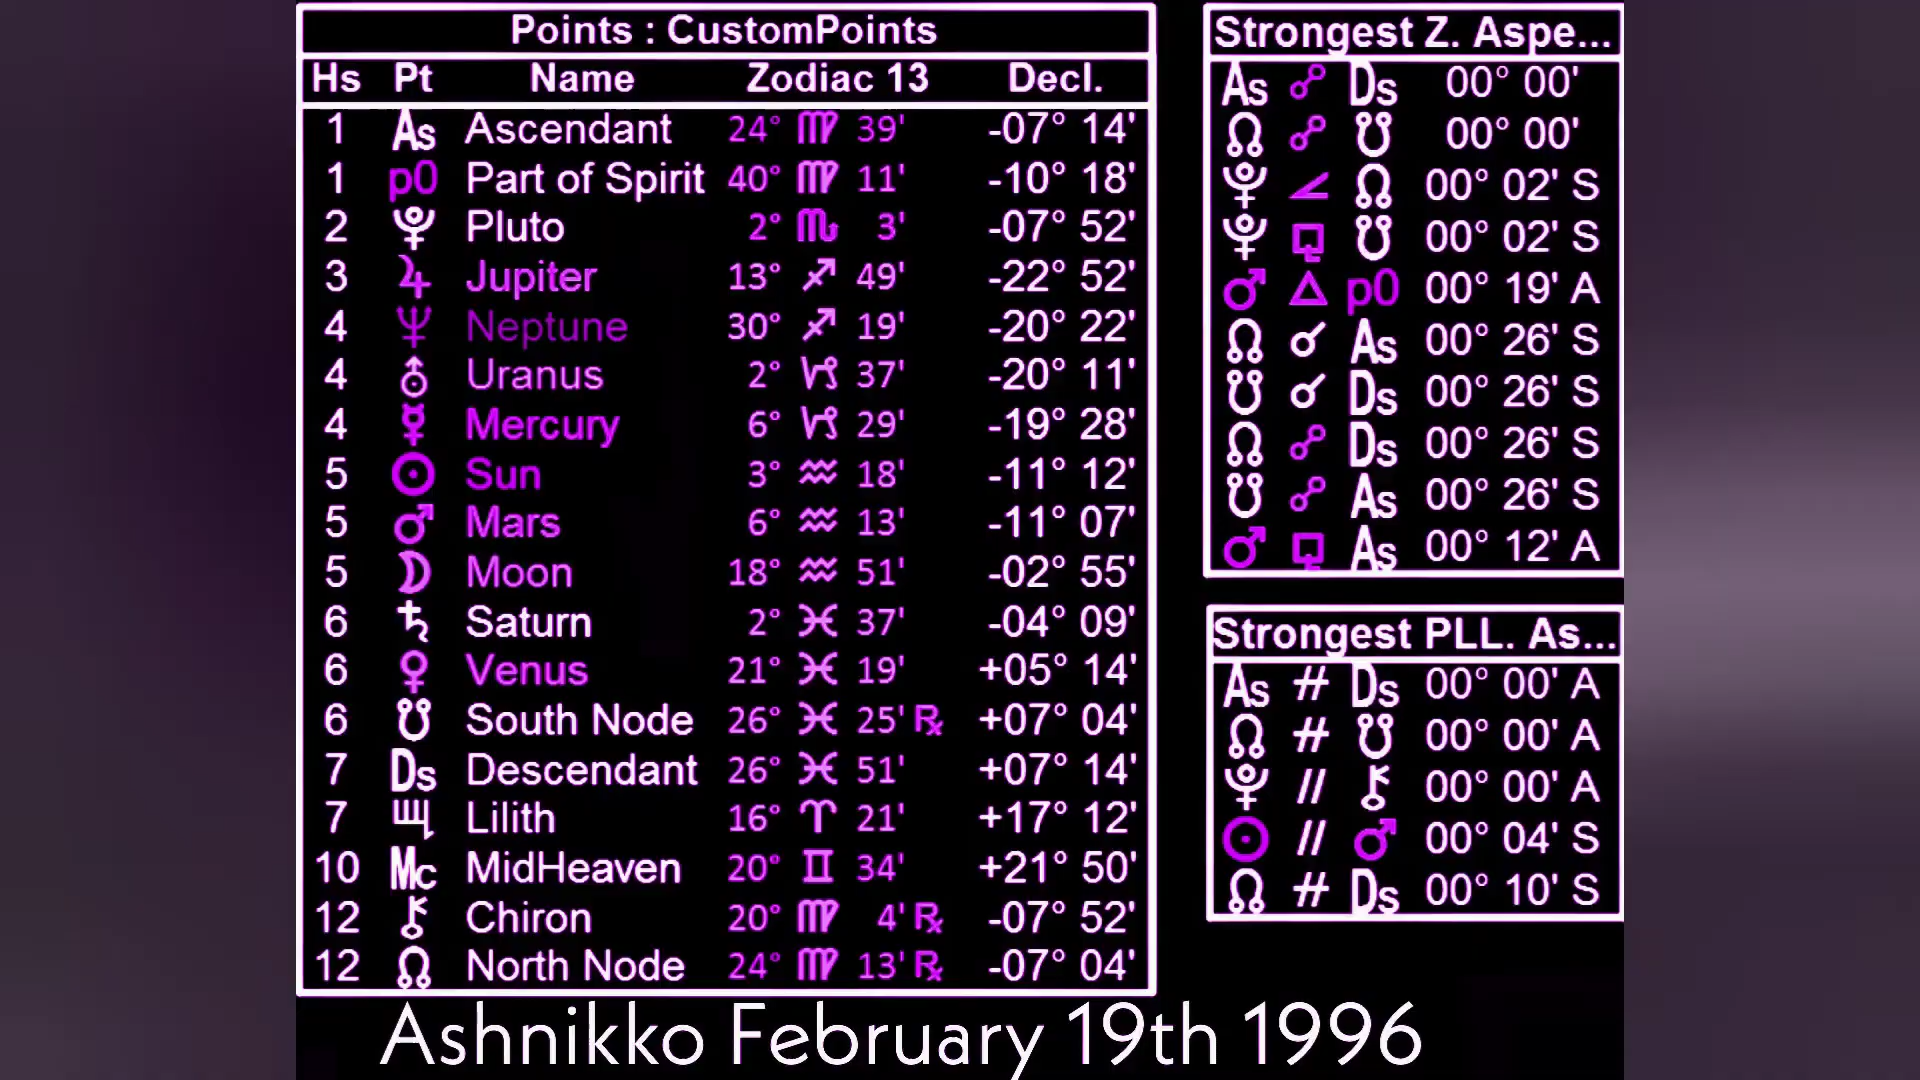 Points : CustomPoints
Hs Pt Name Zodiac 13 Decl.
1 As Ascendant 24° ♍ 39' -07° 14'
1 p0 Part of Spirit 40° ♍ 11' -10° 18'
2 ♇ Pluto 2° ♏ 3' -07° 52'
3 ♃ Jupiter 13° ♐ 49' -22° 52'
4 ♆ Neptune 30° ♐ 19' -20° 22'
4 ⛢ Uranus 2° ♑ 37' -20° 11'
4 ☿ Mercury 6° ♑ 29' -19° 28'
5 ☉ Sun 3° ♒ 18' -11° 12'
5 ♂ Mars 6° ♒ 13' -11° 07'
5 ☽ Moon 18° ♒ 51' -02° 55'
6 ♄ Saturn 2° ♓ 37' -04° 09'
6 ♀ Venus 21° ♓ 19' +05° 14'
6 ☋ South Node 26° ♓ 25' ℞ +07° 04'
7 Ds Descendant 26° ♓ 51' +07° 14'
7 Lilith 16° ♈ 21' +17° 12'
10 Mc MidHeaven 20° ♊ 34' +21° 50'
12 ⚷ Chiron 20° ♍ 4' ℞ -07° 52'
12 ☊ North Node 24° ♍ 13' ℞ -07° 04'
Strongest Z. Aspe...
As ☍ Ds 00° 00'
☊ ☍ ☋ 00° 00'
♇ ∠ ☊ 00° 02' S
♇ ⚼ ☋ 00° 02' S
♂ △ p0 00° 19' A
☊ ☌ As 00° 26' S
☋ ☌ Ds 00° 26' S
☊ ☍ Ds 00° 26' S
☋ ☍ As 00° 26' S
♂ ⚼ As 00° 12' A
Strongest PLL. As...
As # Ds 00° 00' A
☊ # ☋ 00° 00' A
♇ // ⚷ 00° 00' A
☉ // ♂ 00° 04' S
☊ # Ds 00° 10' S
Ashnikko February 19th 1996